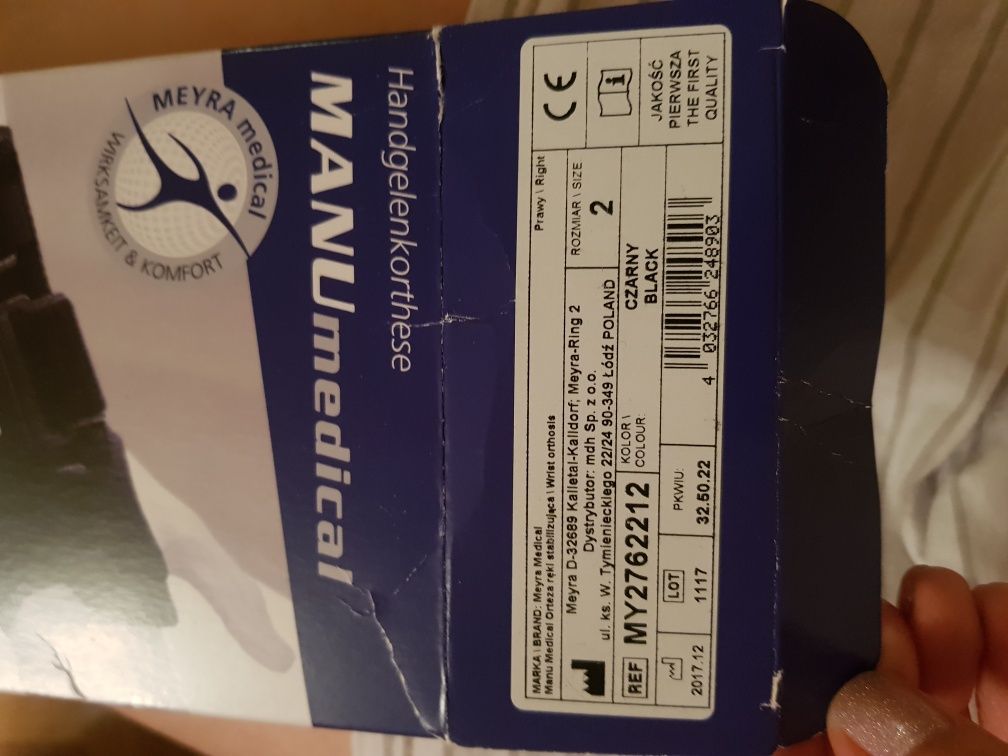 MEYRA medical
WIRKSAMKEIT & KOMFORT
MANUmedical
Handgelenkorthese
MARKA \ BRAND: Meyra Medical
Manu Medical Orteza ręki stabilizująca \ Wrist orthosis
Prawy \ Right
CE
Meyra D-32689 Kalletal-Kalldorf; Meyra-Ring 2
Dystrybutor: mdh Sp. z o.o.
ul. ks. W. Tymienieckiego 22/24 90-349 Łódź POLAND
ROZMIAR \ SIZE
2
i
REF MY2762212
KOLOR \
COLOUR:
CZARNY
BLACK
JAKOŚĆ
PIERWSZA
THE FIRST
QUALITY
2017.12
LOT
1117
PKWIU:
32.50.22
4 032766 248903